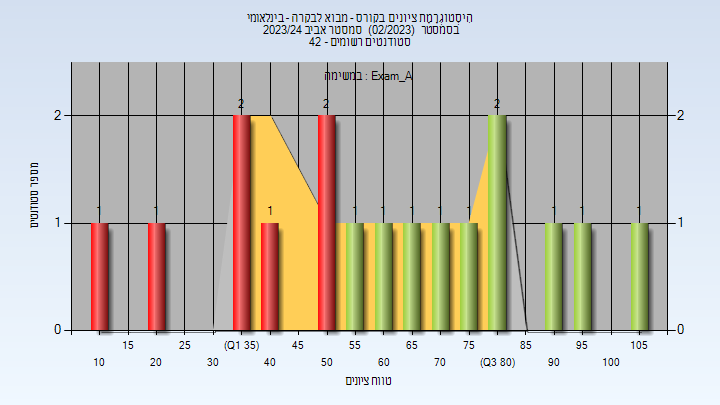 היסטוגרמת ציונים בקורס - מבוא לבקרה - בינלאומי
בסמסטר (02/2023) סמסטר אביב 2023/24
סטודנטים רשומים - 42
במשימה : Exam_A
מספר סטודנטים
2 2
1 1
0 0
2 2 2
1 1 1 1 1 1 1 1 1 1 1
15 25 (Q1 35) 45 55 65 75 85 95 105
10 20 30 40 50 60 70 (Q3 80) 90 100
טווח ציונים